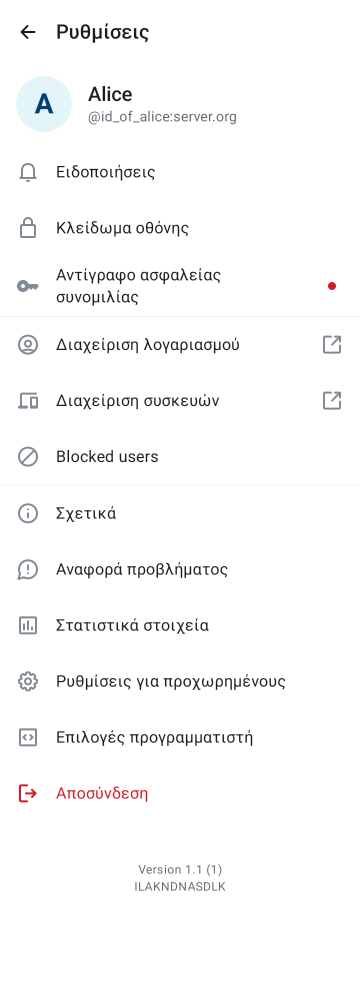 Ρυθμίσεις
A
Alice
@id_of_alice:server.org
Ειδοποιήσεις
Κλείδωμα οθόνης
Αντίγραφο ασφαλείας
συνομιλίας
Διαχείριση λογαριασμού
Διαχείριση συσκευών
Blocked users
Σχετικά
Αναφορά προβλήματος
Στατιστικά στοιχεία
Ρυθμίσεις για προχωρημένους
Επιλογές προγραμματιστή
Αποσύνδεση
Version 1.1 (1)
ILAKNDNASDLK